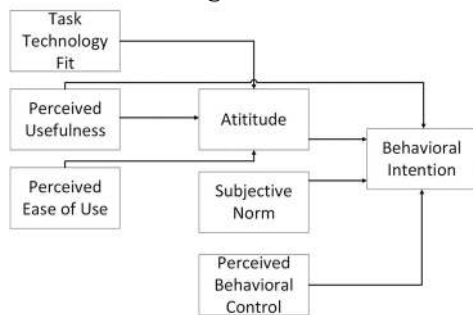 Task
Technology
Fit
Perceived
Usefulness
Atititude
Behavioral
Intention
Perceived
Ease of Use
Subjective
Norm
Perceived
Behavioral
Control